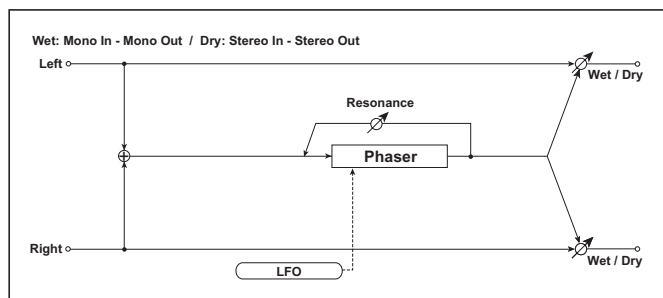 Wet: Mono In - Mono Out / Dry: Stereo In - Stereo Out
Left
Wet / Dry
Resonance
Phaser
Right
Wet / Dry
LFO